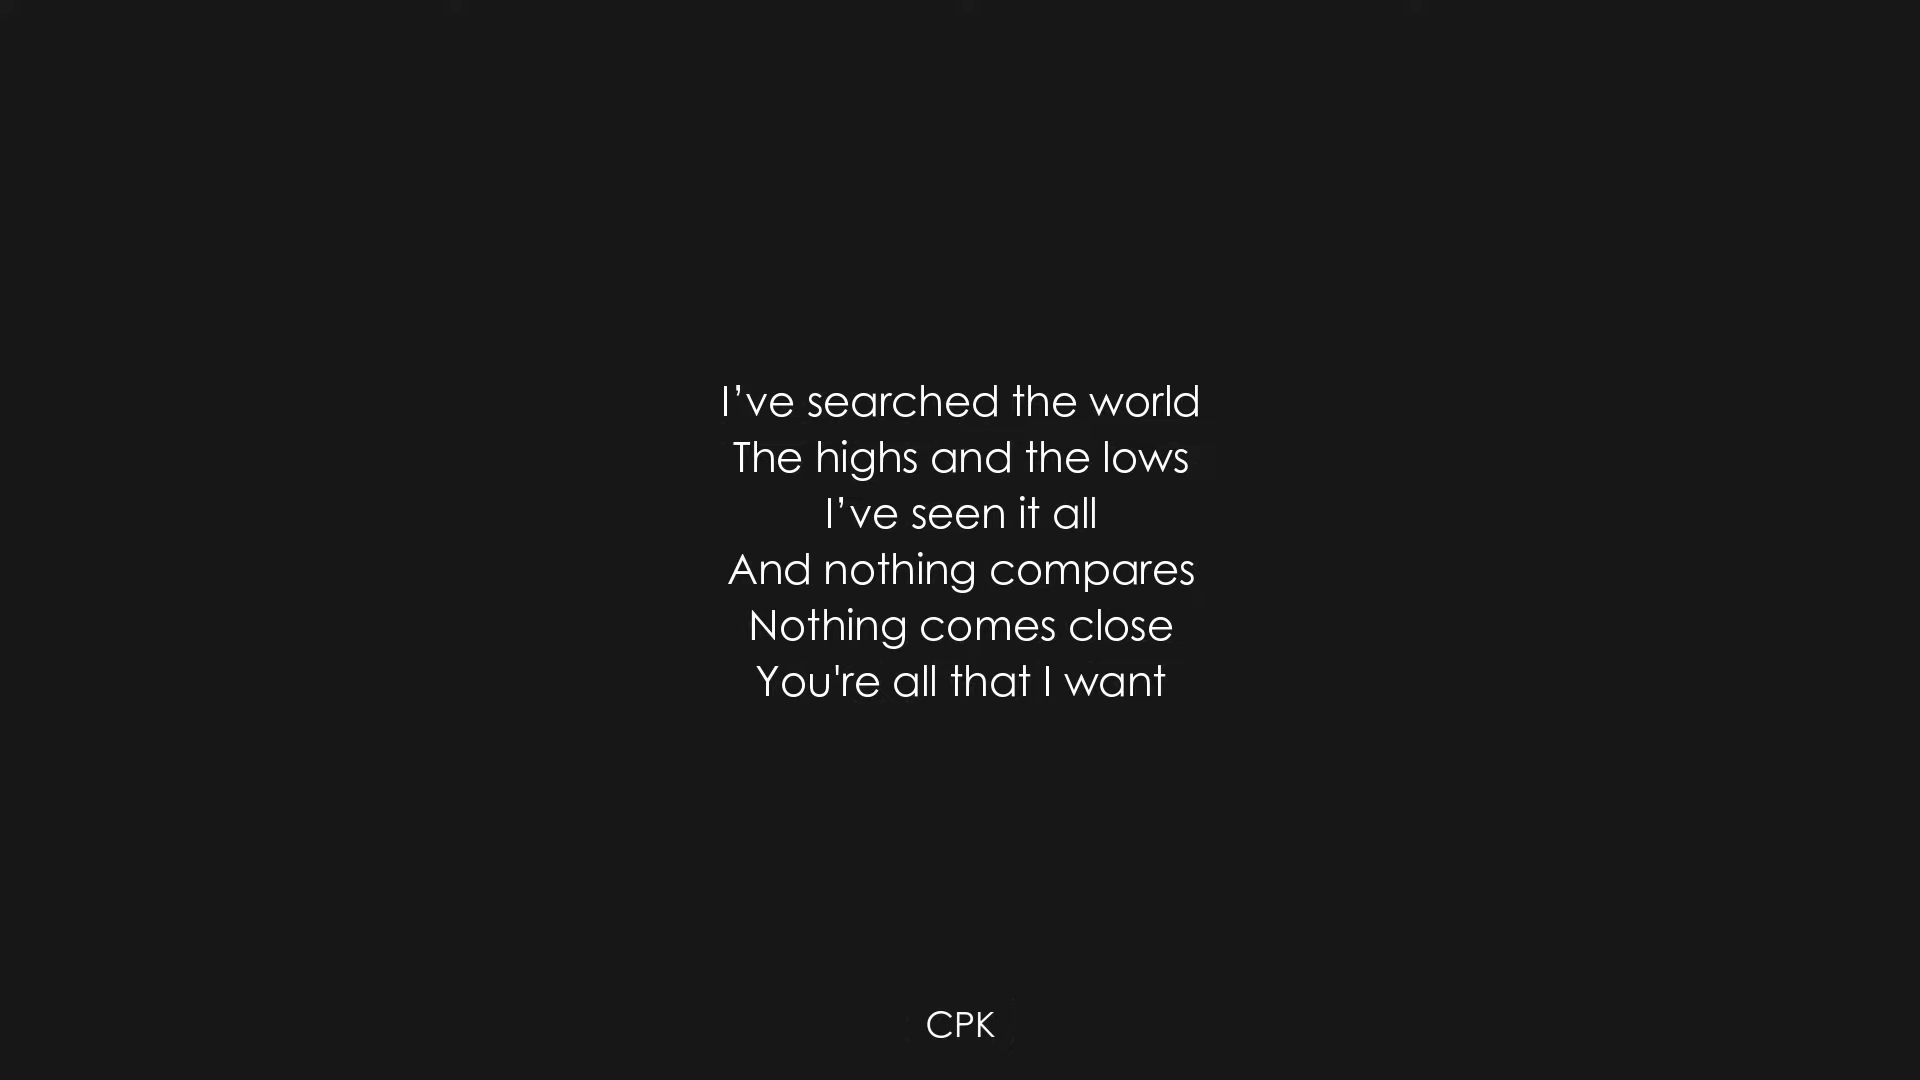 I’ve searched the world
The highs and the lows
I’ve seen it all
And nothing compares
Nothing comes close
You're all that I want
CPK